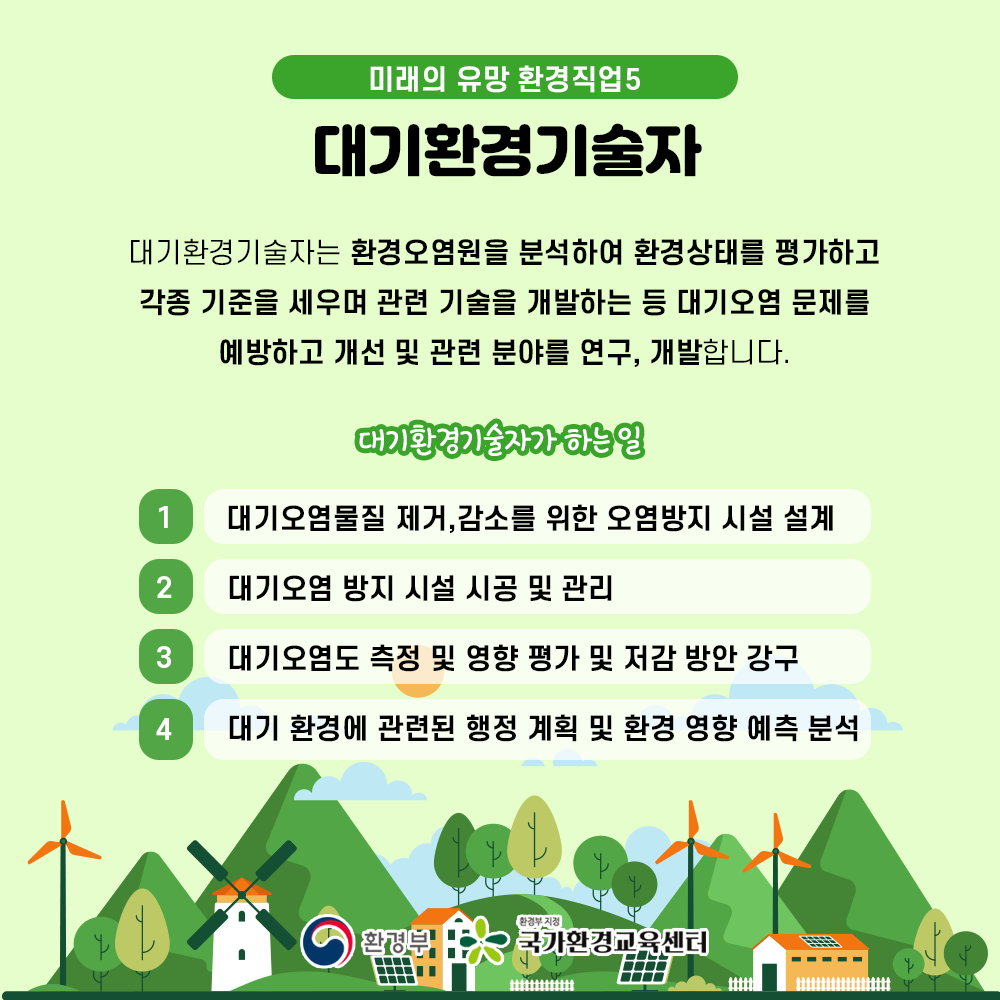 미래의 유망 환경직업5
대기환경기술자
대기환경기술자는 환경오염원을 분석하여 환경상태를 평가하고
각종 기준을 세우며 관련 기술을 개발하는 등 대기오염 문제를
예방하고 개선 및 관련 분야를 연구, 개발합니다.
대기환경기술자가 하는 일
1 대기오염물질 제거,감소를 위한 오염방지 시설 설계
2 대기오염 방지 시설 시공 및 관리
3 대기오염도 측정 및 영향 평가 및 저감 방안 강구
4 대기 환경에 관련된 행정 계획 및 환경 영향 예측 분석
환경부
환경부 지정
국가환경교육센터